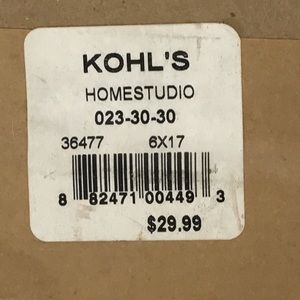 KOHL'S
HOMESTUDIO
023-30-30
36477 6X17
8 82471 00449 3
$29.99